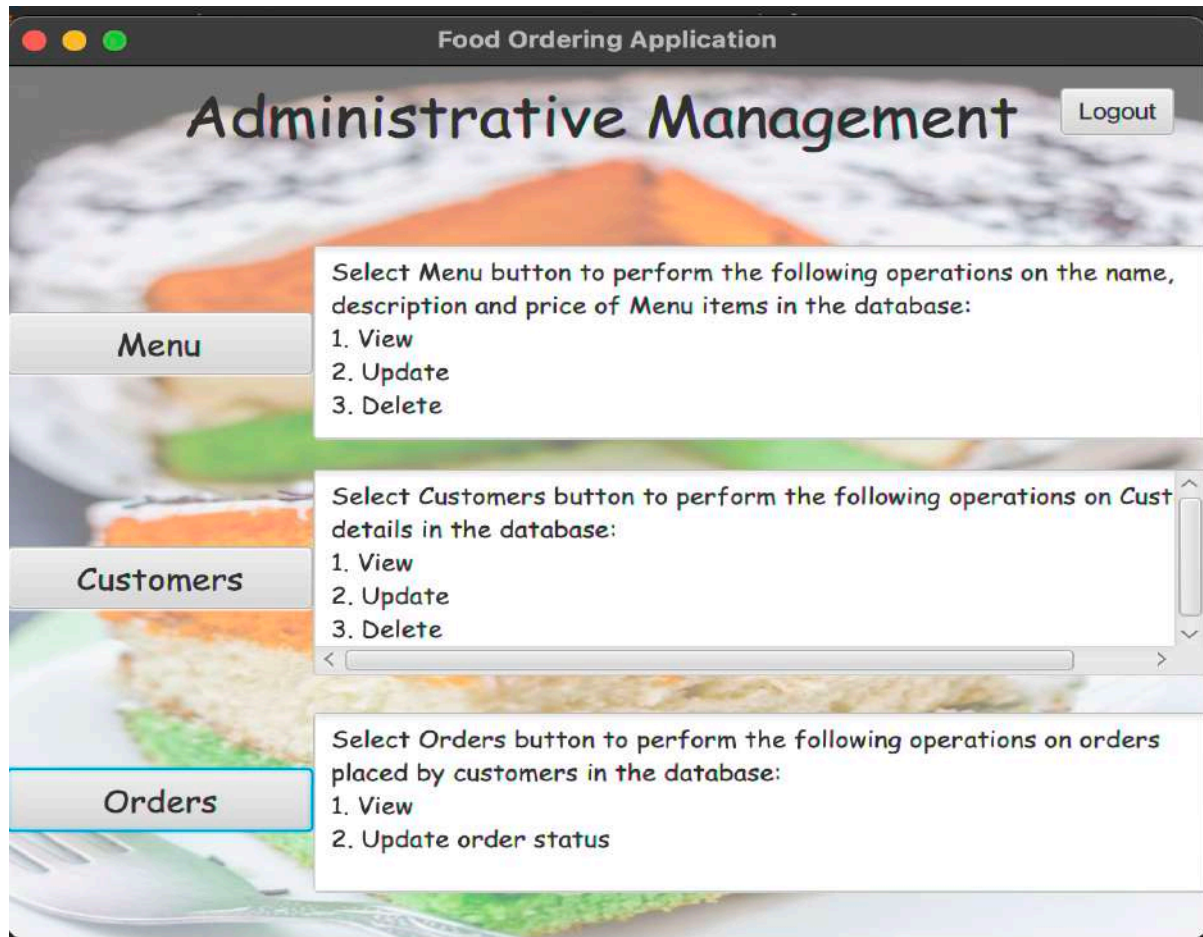 Food Ordering Application
Administrative Management
Logout
Menu
Select Menu button to perform the following operations on the name,
description and price of Menu items in the database:
1. View
2. Update
3. Delete
Customers
Select Customers button to perform the following operations on Cust
details in the database:
1. View
2. Update
3. Delete
Orders
Select Orders button to perform the following operations on orders
placed by customers in the database:
1. View
2. Update order status